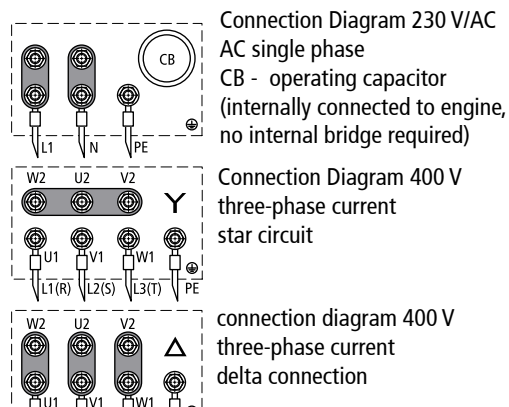 Connection Diagram 230 V/AC
AC single phase
CB - operating capacitor
(internally connected to engine,
no internal bridge required)
CB
L1 N PE
Connection Diagram 400 V
three-phase current
star circuit
W2 U2 V2
Y
U1 V1 W1
L1(R) L2(S) L3(T) PE
connection diagram 400 V
three-phase current
delta connection
W2 U2 V2
Δ
U1 V1 W1